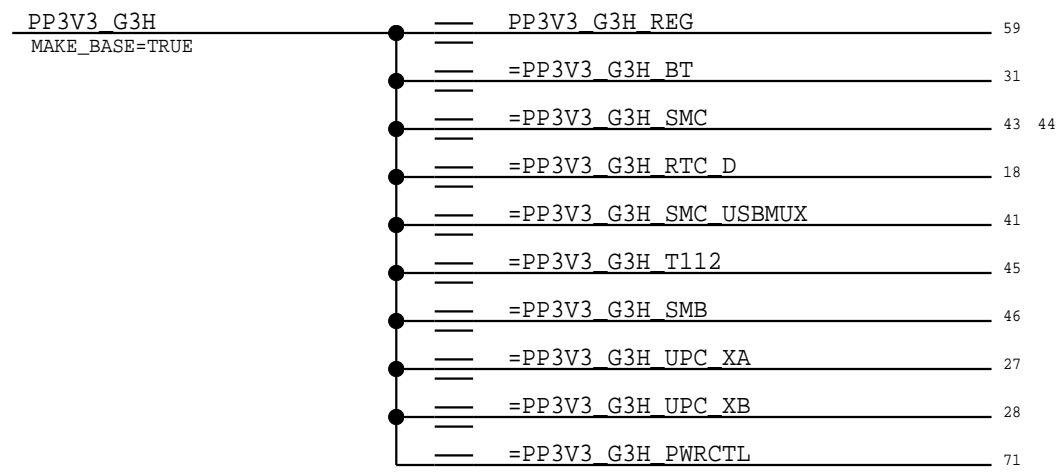 PP3V3_G3H PP3V3_G3H_REG 59
MAKE_BASE=TRUE
=PP3V3_G3H_BT 31
=PP3V3_G3H_SMC 43 44
=PP3V3_G3H_RTC_D 18
=PP3V3_G3H_SMC_USBMUX 41
=PP3V3_G3H_T112 45
=PP3V3_G3H_SMB 46
=PP3V3_G3H_UPC_XA 27
=PP3V3_G3H_UPC_XB 28
=PP3V3_G3H_PWRCTL 71